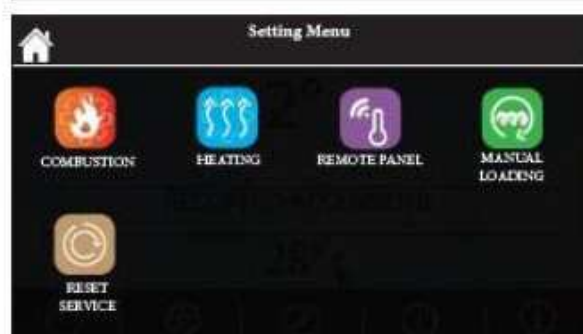 Setting Menu
COMBUSTION
HEATING
REMOTE PANEL
MANUAL
LOADING
RESET
SERVICE